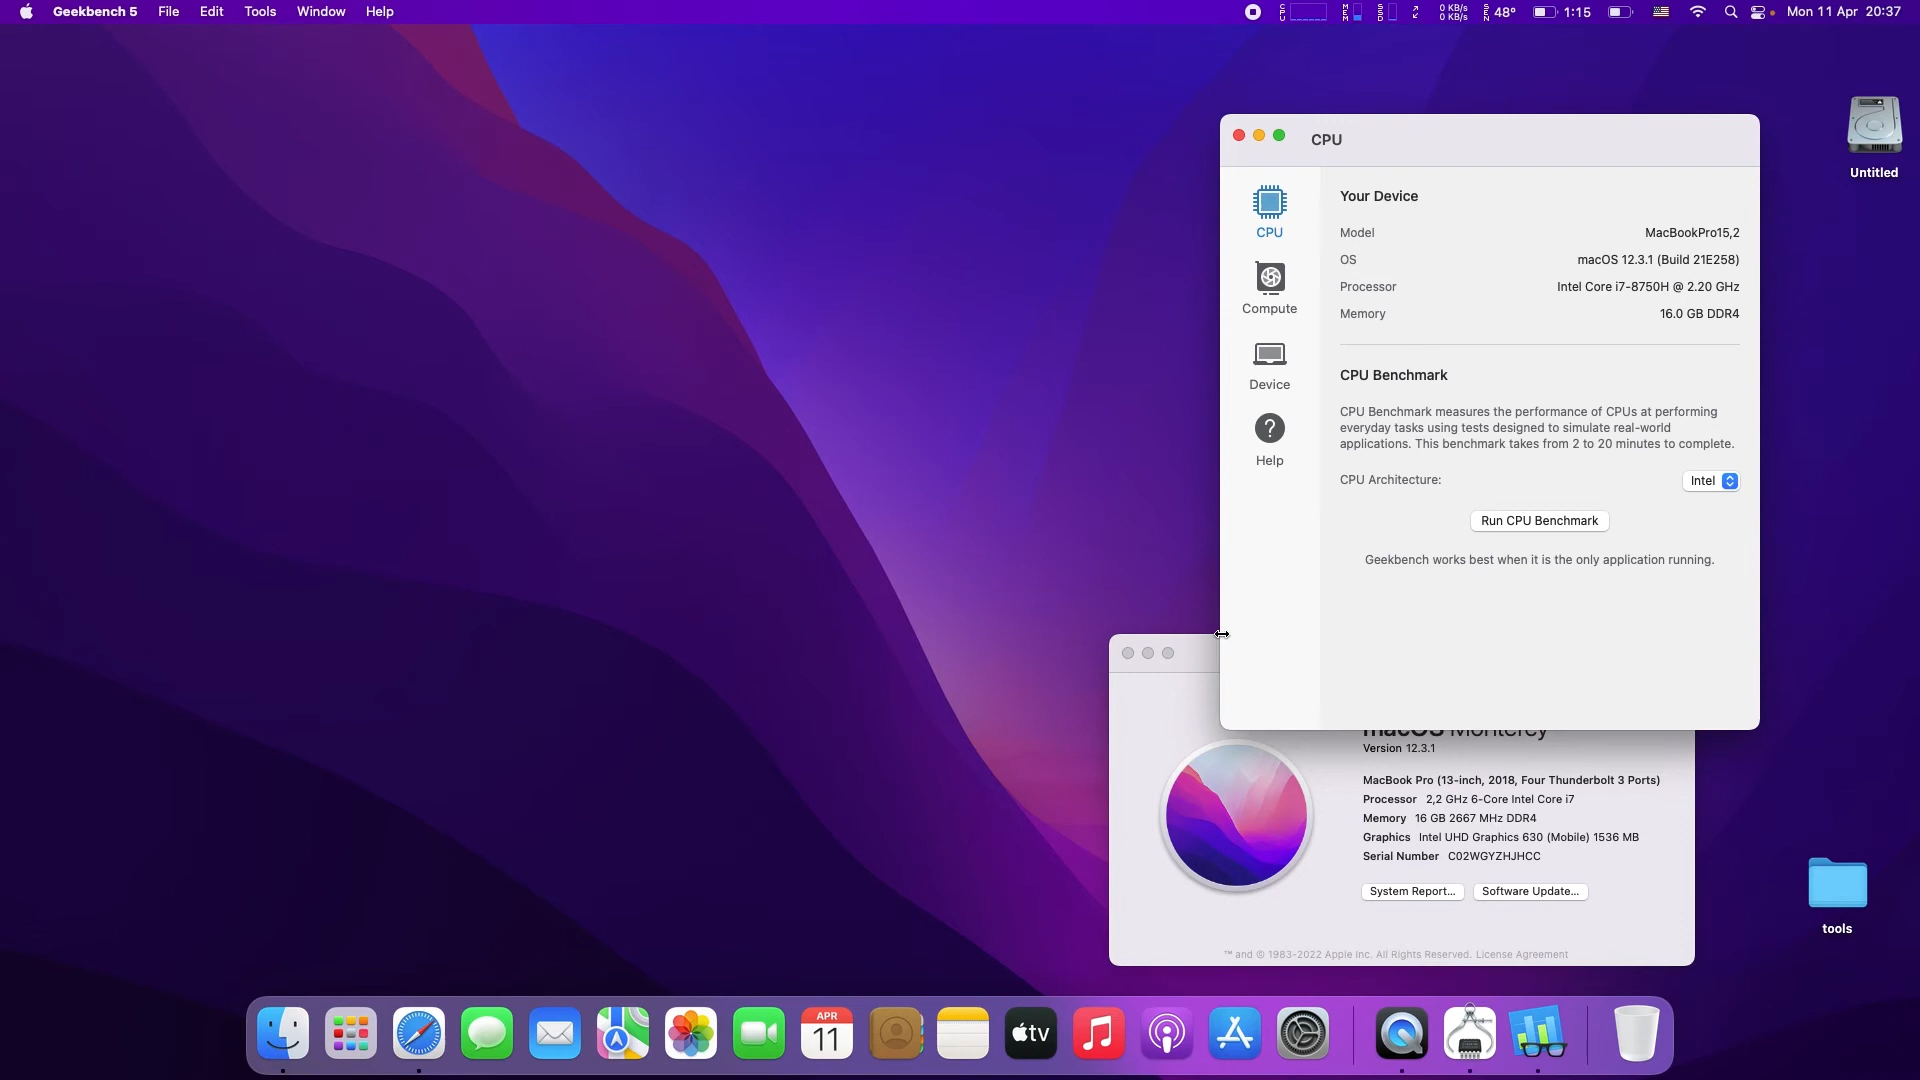 Geekbench 5 File Edit Tools Window Help
CPU MEM SSD 0 KB/s 0 KB/s SEN 48° 1:15 Mon 11 Apr 20:37
Untitled
CPU
CPU
Compute
Device
Help
Your Device
Model MacBookPro15,2
OS macOS 12.3.1 (Build 21E258)
Processor Intel Core i7-8750H @ 2.20 GHz
Memory 16.0 GB DDR4
CPU Benchmark
CPU Benchmark measures the performance of CPUs at performing
everyday tasks using tests designed to simulate real-world
applications. This benchmark takes from 2 to 20 minutes to complete.
CPU Architecture: Intel
Run CPU Benchmark
Geekbench works best when it is the only application running.
macOS Monterey
Version 12.3.1
MacBook Pro (13-inch, 2018, Four Thunderbolt 3 Ports)
Processor 2,2 GHz 6-Core Intel Core i7
Memory 16 GB 2667 MHz DDR4
Graphics Intel UHD Graphics 630 (Mobile) 1536 MB
Serial Number C02WGYZHJHCC
System Report... Software Update...
™ and © 1983-2022 Apple Inc. All Rights Reserved. License Agreement
tools
APR
11
tv